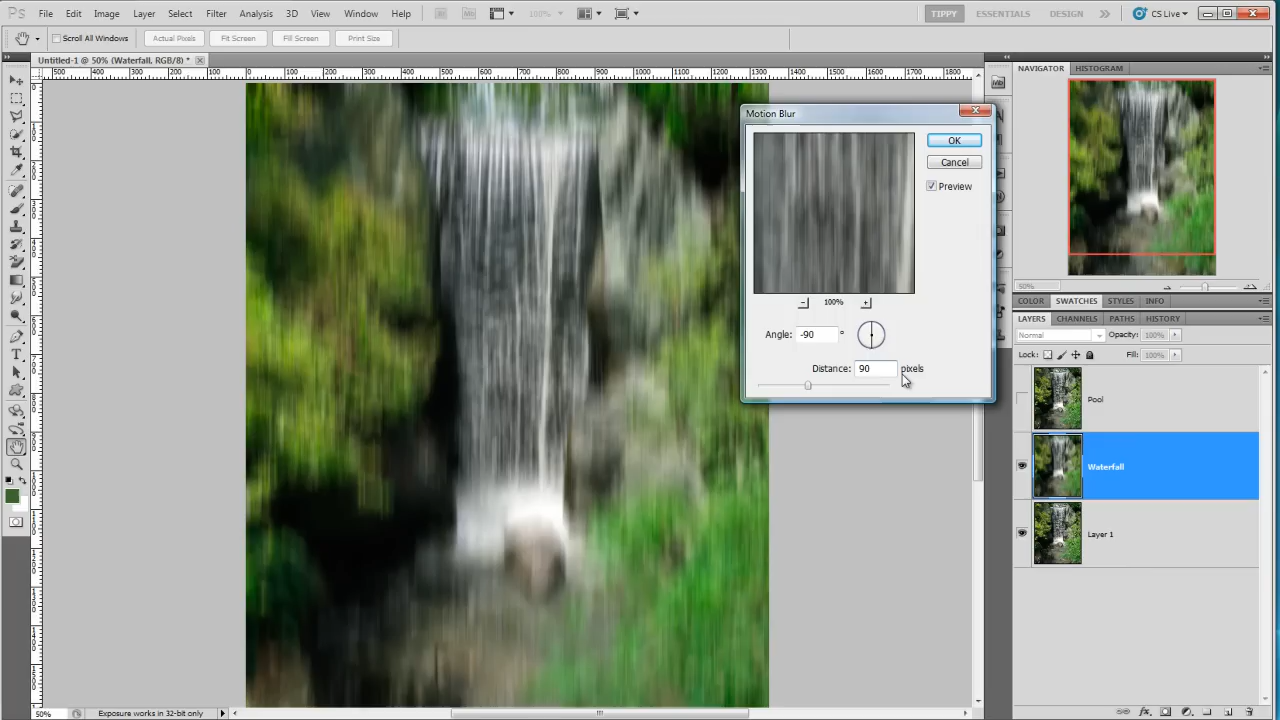 Ps File Edit Image Layer Select Filter Analysis 3D View Window Help 100% TIPPY ESSENTIALS DESIGN CS Live
Scroll All Windows Actual Pixels Fit Screen Fill Screen Print Size
Untitled-1 @ 50% (Waterfall, RGB/8) *
500 400 300 200 100 0 100 200 300 400 500 600 700 800 900 1000 1100 1200 1300 1400 1500 1600 1700 1800
NAVIGATOR HISTOGRAM
Motion Blur
OK
Cancel
Preview
100%
Angle: -90 °
Distance: 90 pixels
50%
COLOR SWATCHES STYLES INFO
LAYERS CHANNELS PATHS HISTORY
Normal Opacity: 100%
Lock: Fill: 100%
Pool
Waterfall
Layer 1
50% Exposure works in 32-bit only